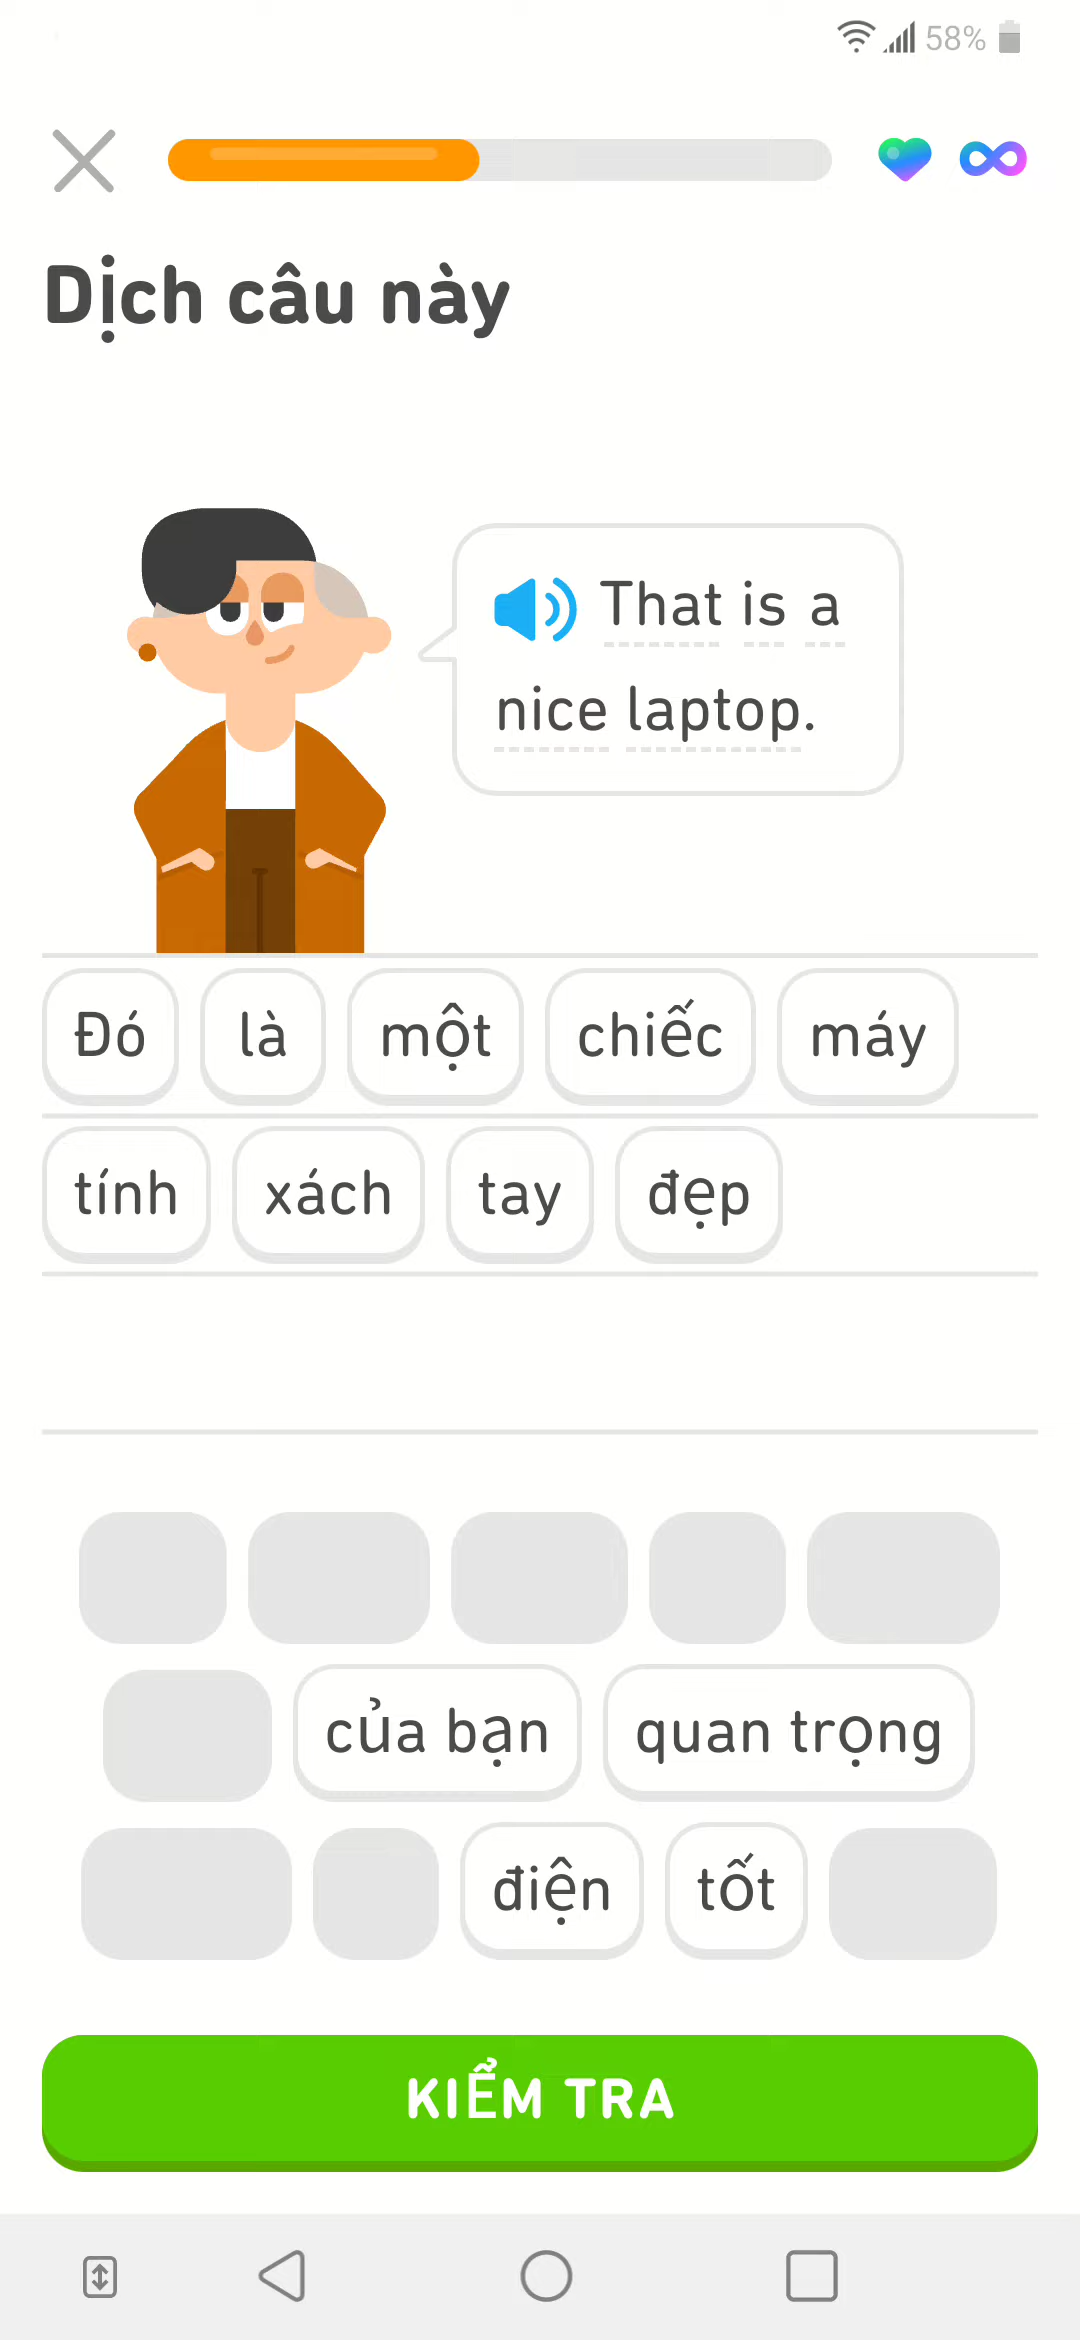 58%
Dịch câu này
That is a
nice laptop.
Đó là một chiếc máy
tính xách tay đẹp
của bạn quan trọng
điện tốt
KIỂM TRA